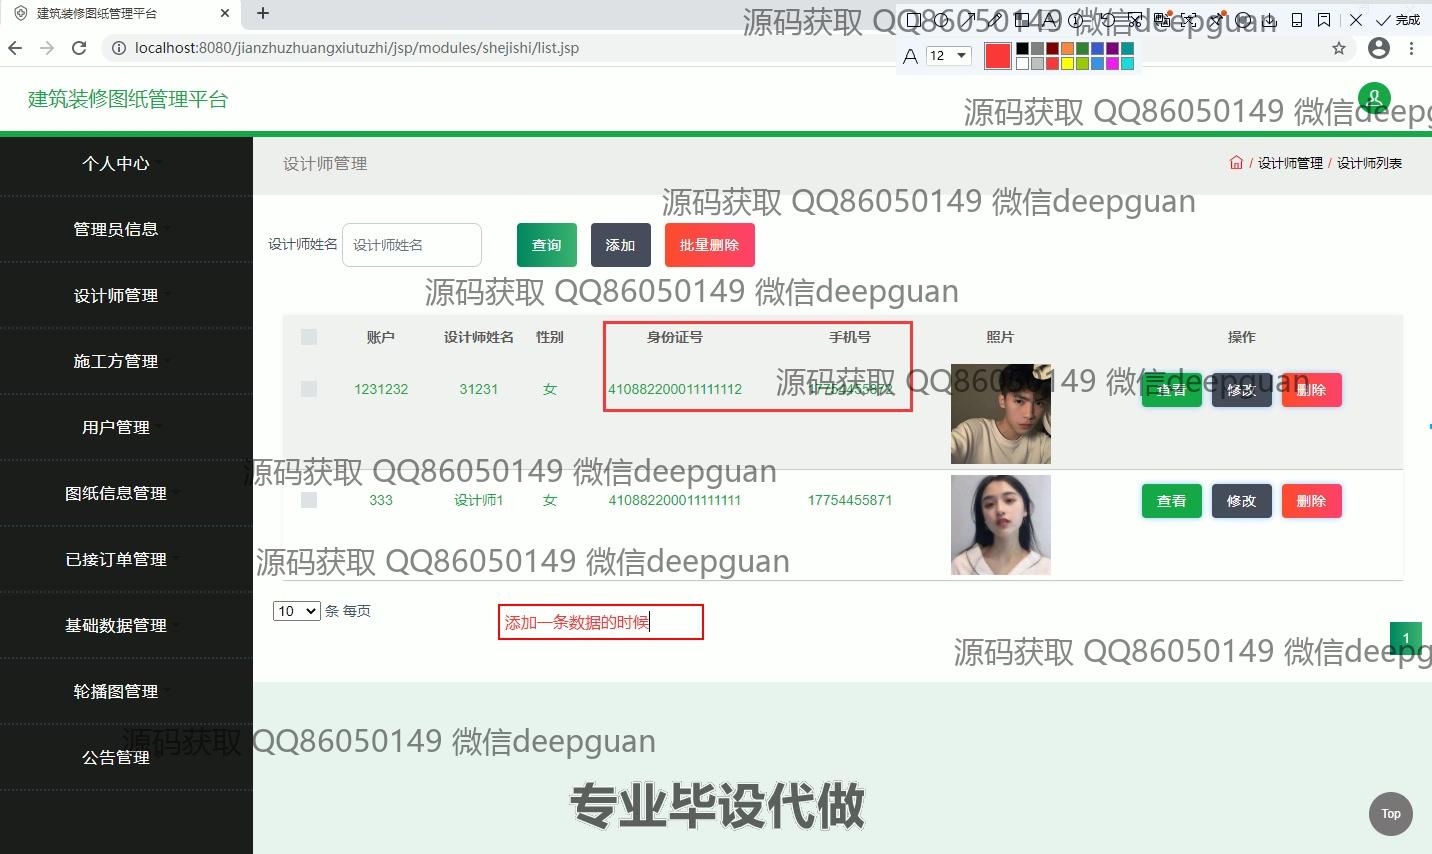 建筑装修图纸管理平台
localhost:8080/jianzhuzhuangxiutuzhi/jsp/modules/shejishi/list.jsp
完成
A 12
源码获取 QQ86050149 微信deepguan
建筑装修图纸管理平台
源码获取 QQ86050149 微信deepg
个人中心
管理员信息
设计师管理
施工方管理
用户管理
图纸信息管理
已接订单管理
基础数据管理
轮播图管理
公告管理
设计师管理
/ 设计师管理 / 设计师列表
源码获取 QQ86050149 微信deepguan
设计师姓名 设计师姓名 查询 添加 批量删除
源码获取 QQ86050149 微信deepguan
账户 设计师姓名 性别 身份证号 手机号 照片 操作
1231232 31231 女 410882200011111112 17754455872 查看 修改 删除
源码获取 QQ86050149 微信deepguan
源码获取 QQ86050149 微信deepguan
333 设计师1 女 410882200011111111 17754455871 查看 修改 删除
源码获取 QQ86050149 微信deepguan
10 条 每页
添加一条数据的时候
1
源码获取 QQ86050149 微信deepg
源码获取 QQ86050149 微信deepguan
专业毕设代做
Top